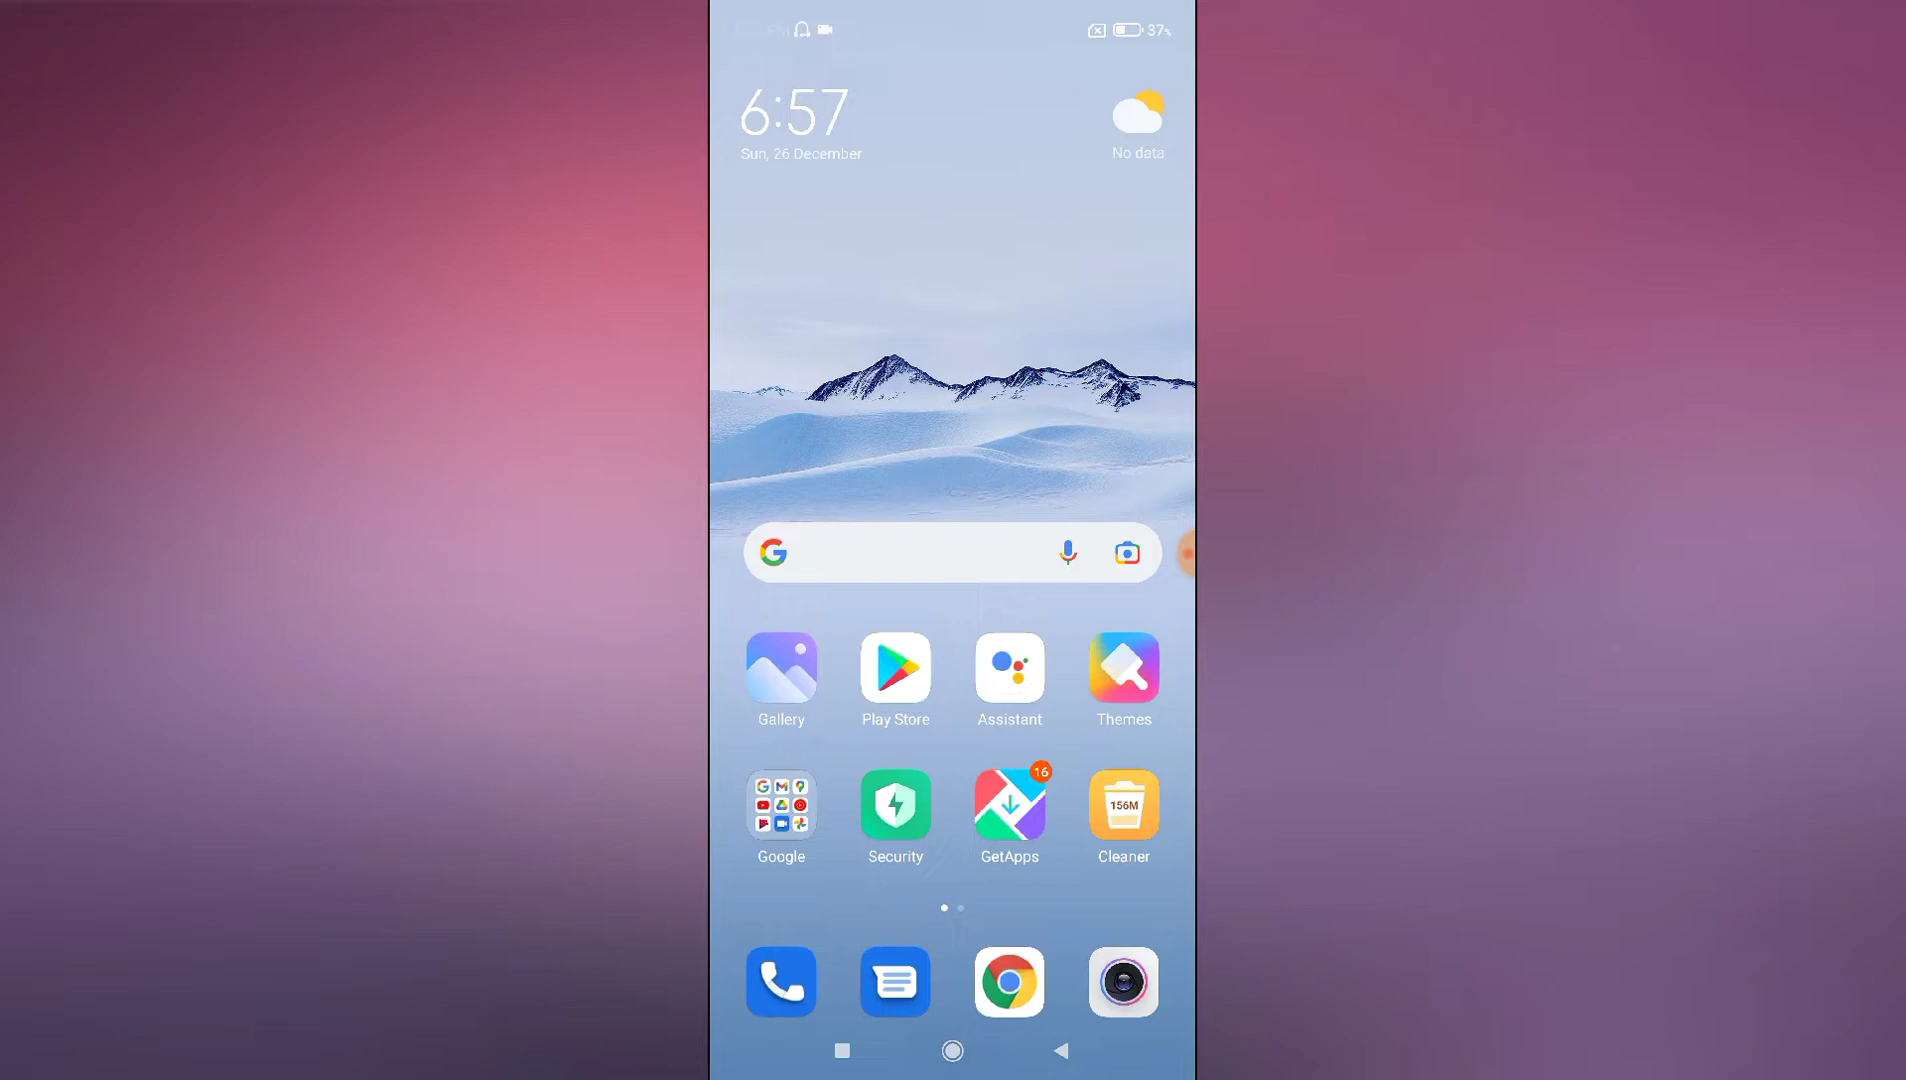 PM
37%
6:57
Sun, 26 December
No data
Gallery
Play Store
Assistant
Themes
16
156M
Google
Security
GetApps
Cleaner